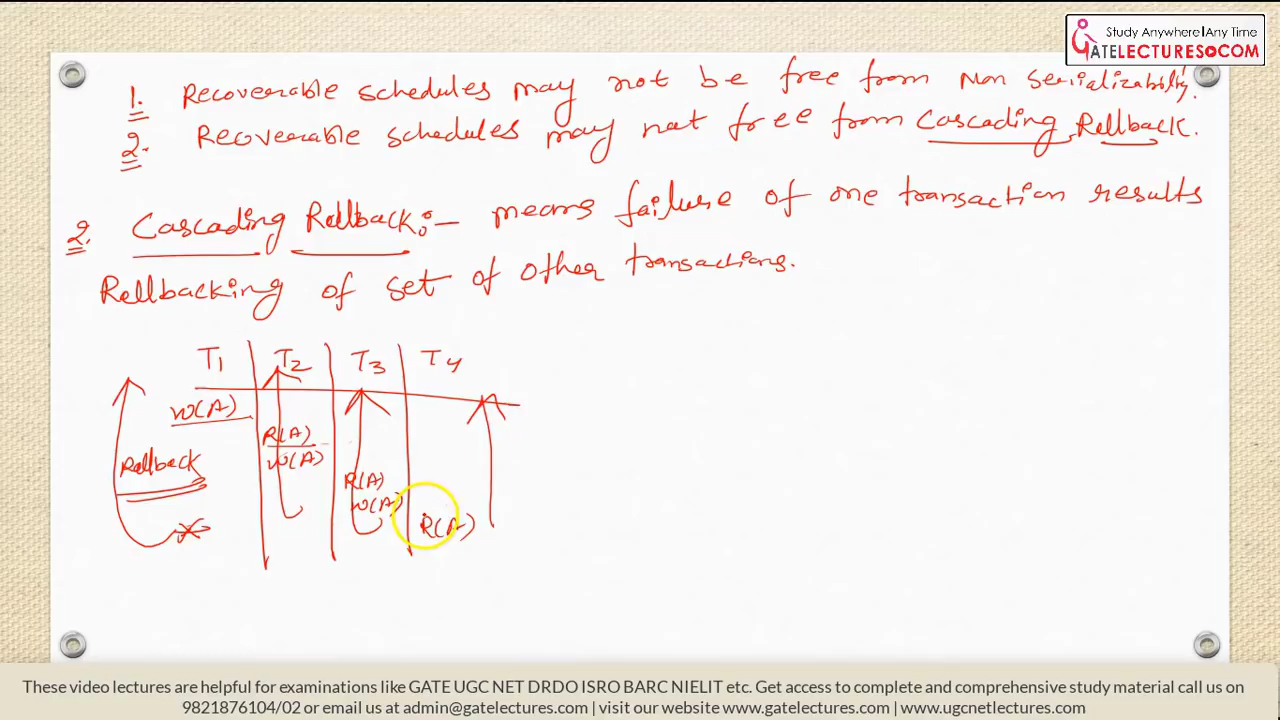 Study Anywhere|Any Time
GATELECTURES.COM
1. Recoverable schedules may not be free from Non serializability.
2. Recoverable schedules may not free from Cascading Rollback.
2. Cascading Rollback:- means failure of one transaction results
Rollbacking of set of other transactions.
T1 T2 T3 T4
W(A)
R(A)
W(A)
Rollback
R(A)
W(A)
R(A)
These video lectures are helpful for examinations like GATE UGC NET DRDO ISRO BARC NIELIT etc. Get access to complete and comprehensive study material call us on
9821876104/02 or email us at admin@gatelectures.com | visit our website www.gatelectures.com | www.ugcnetlectures.com